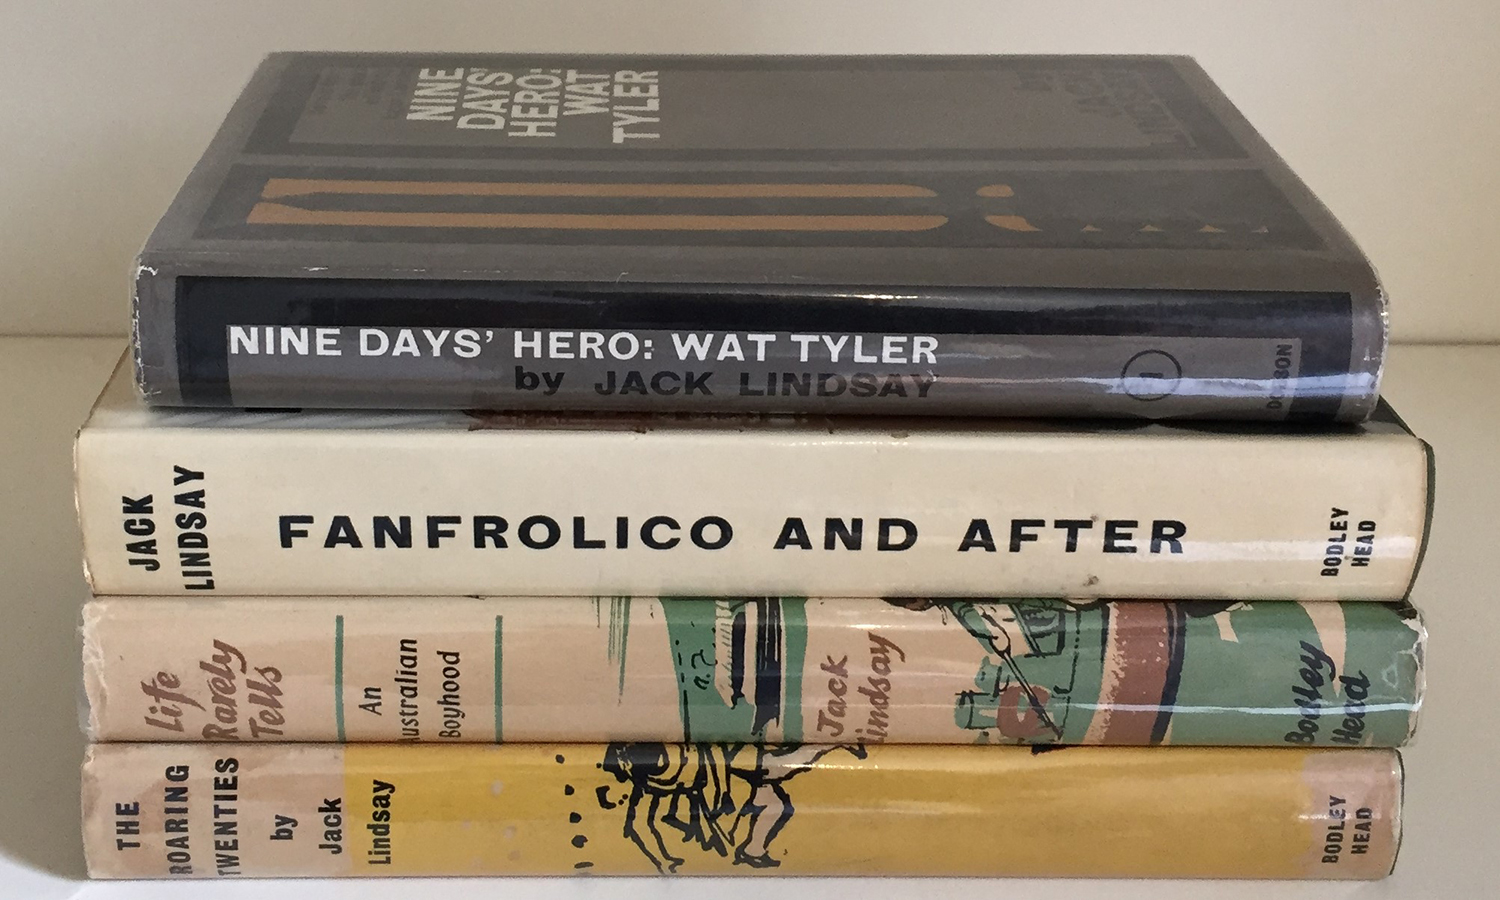 NINE
DAYS'
HERO:
WAT
TYLER
NINE DAYS' HERO: WAT TYLER
by JACK LINDSAY
DOBSON
JACK
LINDSAY
FANFROLICO AND AFTER
BODLEY
HEAD
Life
Rarely
Tells
An
Australian
Boyhood
Jack
Lindsay
Bodley
Head
THE
ROARING
TWENTIES
by
Jack
Lindsay
BODLEY
HEAD